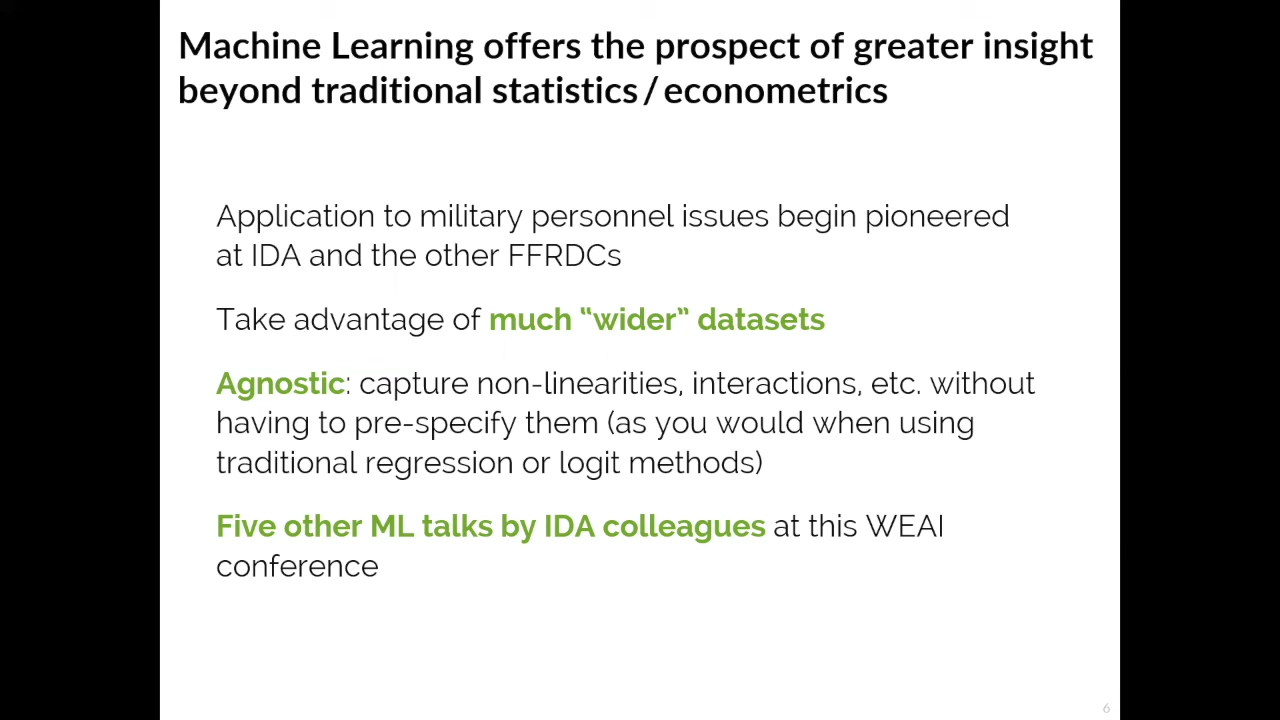 Machine Learning offers the prospect of greater insight
beyond traditional statistics / econometrics
Application to military personnel issues begin pioneered
at IDA and the other FFRDCs
Take advantage of much “wider” datasets
Agnostic: capture non-linearities, interactions, etc. without
having to pre-specify them (as you would when using
traditional regression or logit methods)
Five other ML talks by IDA colleagues at this WEAI
conference
6